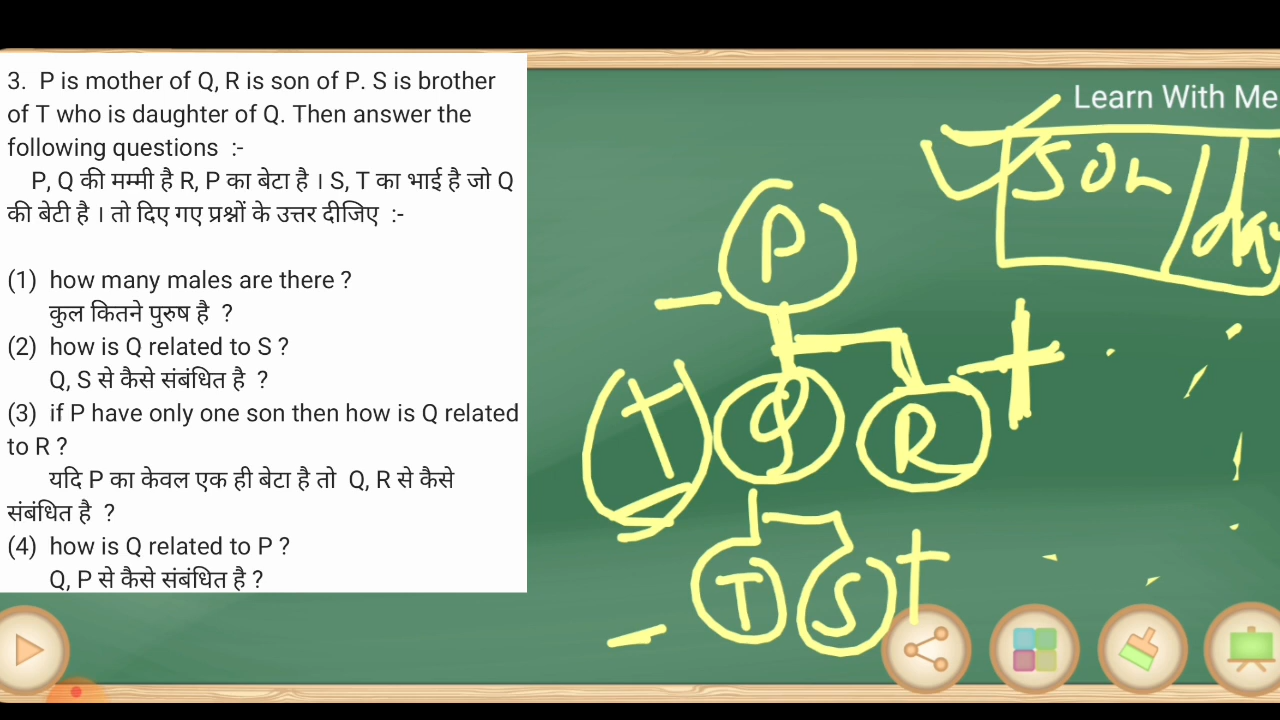 3. P is mother of Q, R is son of P. S is brother
of T who is daughter of Q. Then answer the
following questions :-
P, Q की मम्मी है R, P का बेटा है । S, T का भाई है जो Q
की बेटी है । तो दिए गए प्रश्नों के उत्तर दीजिए :-
(1) how many males are there ?
कुल कितने पुरुष है ?
(2) how is Q related to S ?
Q, S से कैसे संबंधित है ?
(3) if P have only one son then how is Q related
to R ?
यदि P का केवल एक ही बेटा है तो Q, R से कैसे
संबंधित है ?
(4) how is Q related to P ?
Q, P से कैसे संबंधित है ?
Learn With Me
son/
P
Q R +
T S +